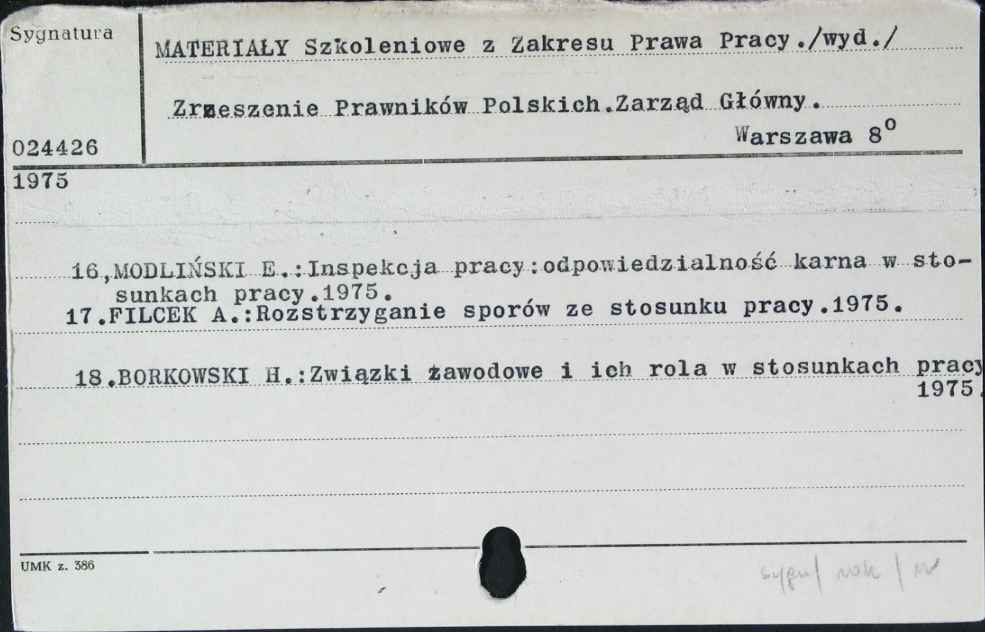 Sygnatura
MATERIAŁY Szkoleniowe z Zakresu Prawa Pracy./wyd./
Zrzeszenie Prawników Polskich.Zarząd Główny.
Warszawa 8⁰
024426
1975
16,MODLIŃSKI E.:Inspekcja pracy:odpowiedzialność karna w sto-
sunkach pracy.1975.
17.FILCEK A.:Rozstrzyganie sporów ze stosunku pracy.1975.
18.BORKOWSKI H.:Związki zawodowe i ich rola w stosunkach pracy
1975.
UMK z. 386
sygn/ rok /